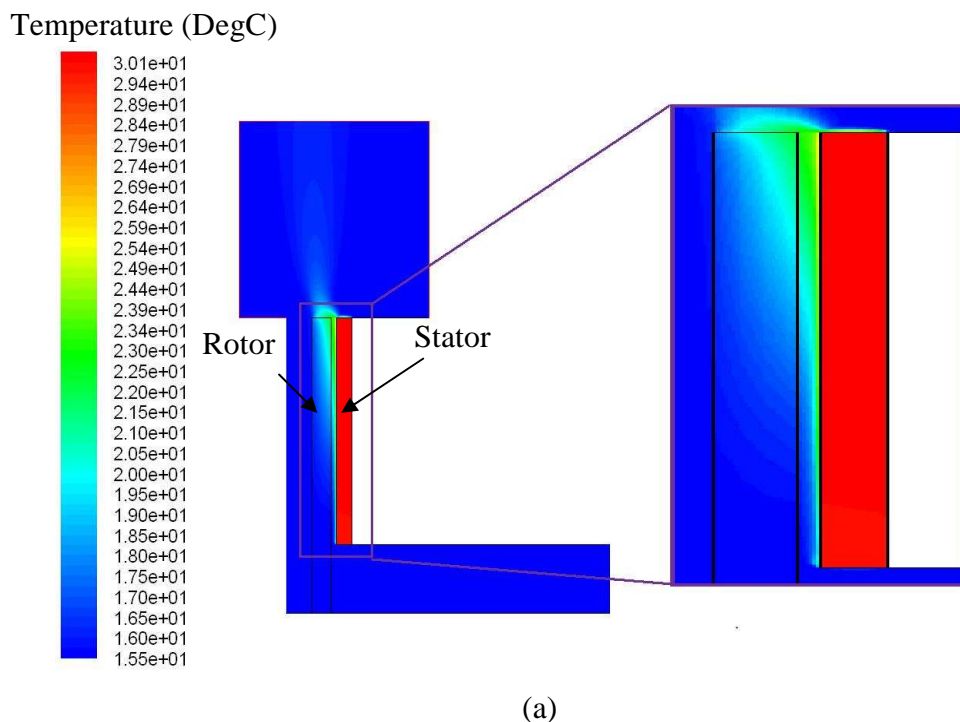 Temperature (DegC)
3.01e+01
2.94e+01
2.89e+01
2.84e+01
2.79e+01
2.74e+01
2.69e+01
2.64e+01
2.59e+01
2.54e+01
2.49e+01
2.44e+01
2.39e+01
2.34e+01
2.30e+01
2.25e+01
2.20e+01
2.15e+01
2.10e+01
2.05e+01
2.00e+01
1.95e+01
1.90e+01
1.85e+01
1.80e+01
1.75e+01
1.70e+01
1.65e+01
1.60e+01
1.55e+01
Rotor
Stator
(a)